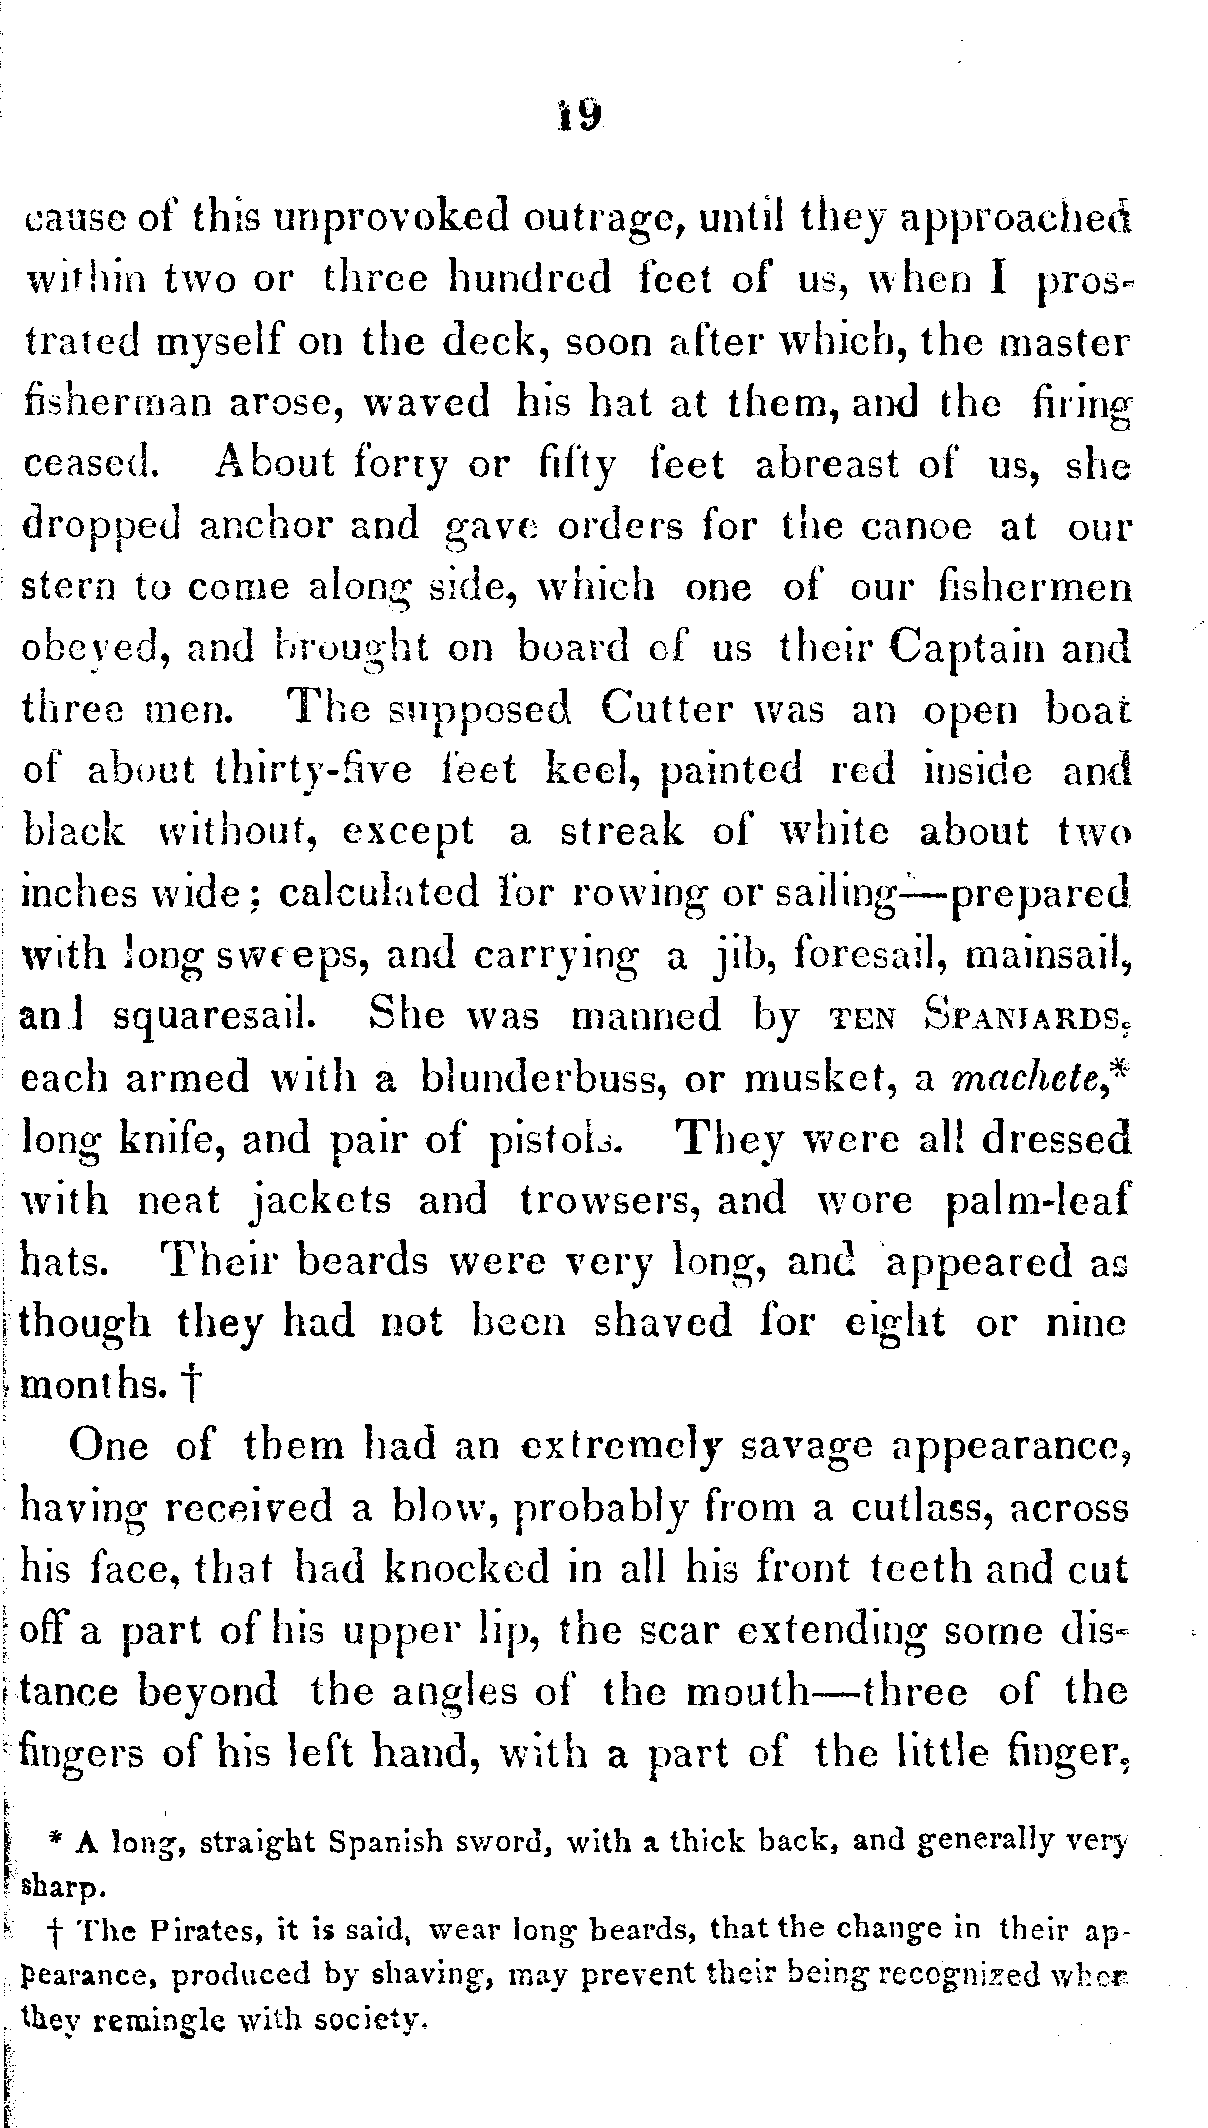 19
cause of this unprovoked outrage, until they approached
within two or three hundred feet of us, when I pros-
trated myself on the deck, soon after which, the master
fisherman arose, waved his hat at them, and the firing
ceased. About forty or fifty feet abreast of us, she
dropped anchor and gave orders for the canoe at our
stern to come along side, which one of our fishermen
obeyed, and brought on board of us their Captain and
three men. The supposed Cutter was an open boat
of about thirty-five feet keel, painted red inside and
black without, except a streak of white about two
inches wide; calculated for rowing or sailing—prepared
with long sweeps, and carrying a jib, foresail, mainsail,
and squaresail. She was manned by TEN SPANIARDS,
each armed with a blunderbuss, or musket, a machete,*
long knife, and pair of pistols. They were all dressed
with neat jackets and trowsers, and wore palm-leaf
hats. Their beards were very long, and appeared as
though they had not been shaved for eight or nine
months. †
One of them had an extremely savage appearance,
having received a blow, probably from a cutlass, across
his face, that had knocked in all his front teeth and cut
off a part of his upper lip, the scar extending some dis-
tance beyond the angles of the mouth—three of the
fingers of his left hand, with a part of the little finger,
* A long, straight Spanish sword, with a thick back, and generally very
sharp.
† The Pirates, it is said, wear long beards, that the change in their ap-
pearance, produced by shaving, may prevent their being recognized when
they remingle with society.